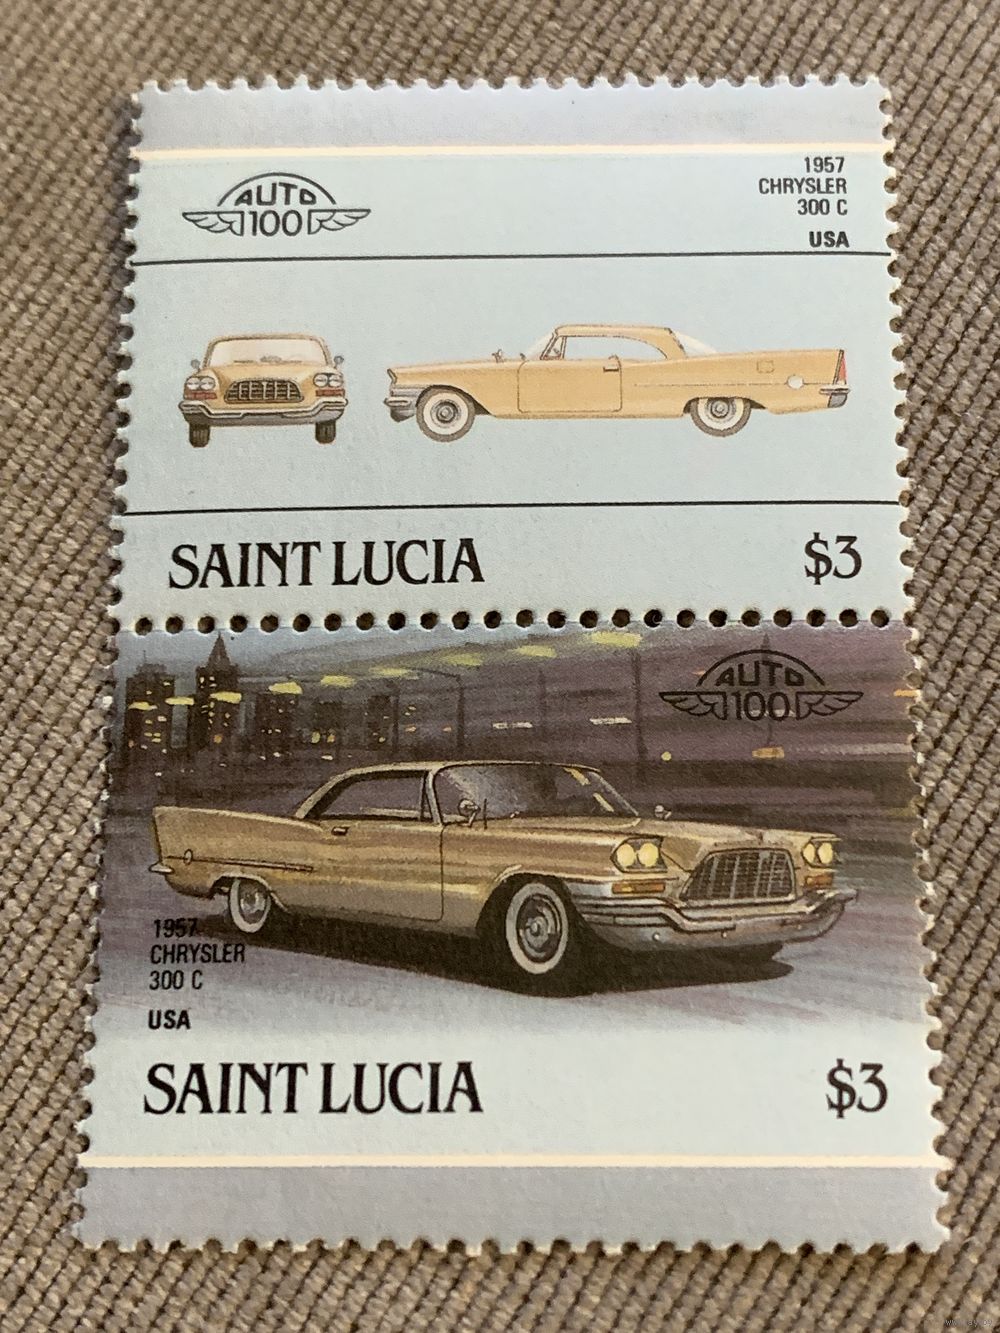 AUTO
100
1957
CHRYSLER
300 C
USA
SAINT LUCIA
$3
AUTO
100
1957
CHRYSLER
300 C
USA
SAINT LUCIA
$3